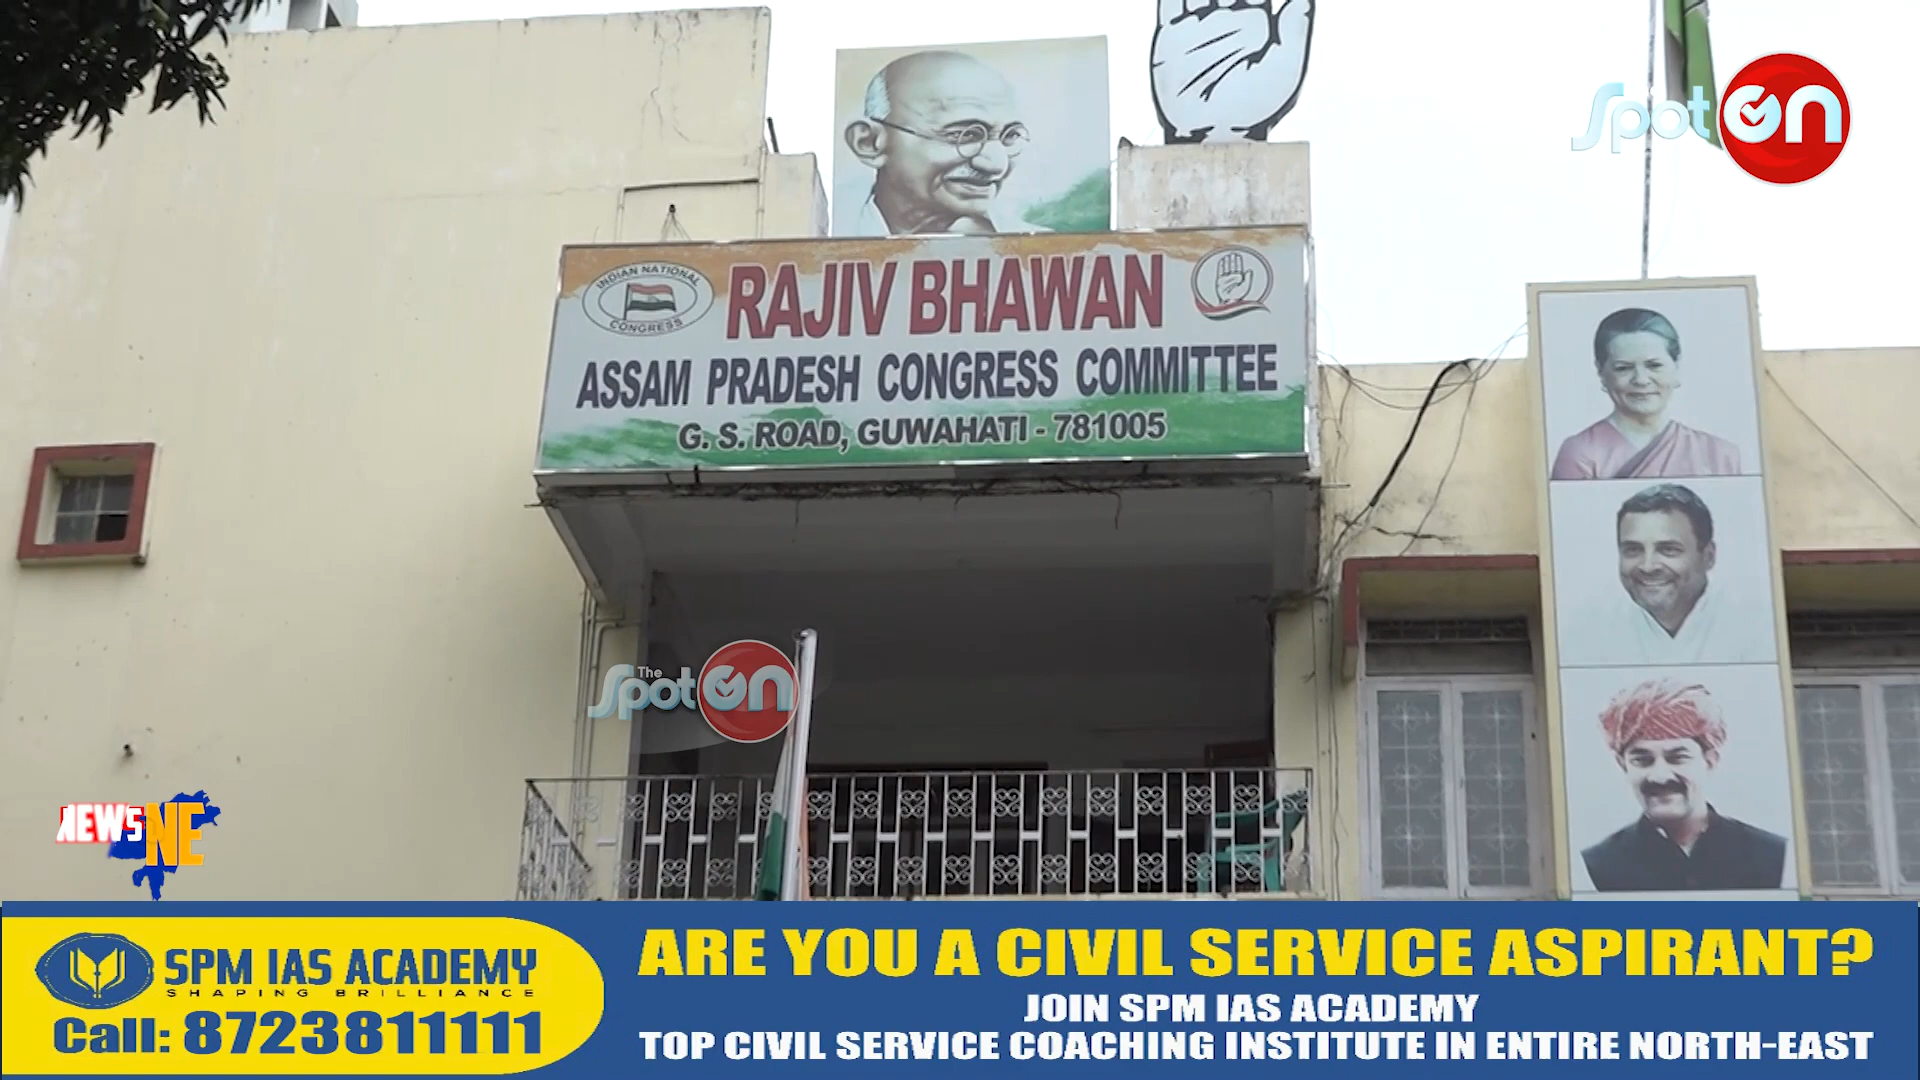 Spot ON
INDIAN NATIONAL
CONGRESS
RAJIV BHAWAN
ASSAM PRADESH CONGRESS COMMITTEE
G. S. ROAD, GUWAHATI - 781005
The
Spot ON
NEWS NE
SPM IAS ACADEMY
SHAPING BRILLIANCE
Call: 8723811111
ARE YOU A CIVIL SERVICE ASPIRANT?
JOIN SPM IAS ACADEMY
TOP CIVIL SERVICE COACHING INSTITUTE IN ENTIRE NORTH-EAST